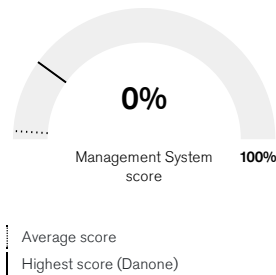 0%
Management System
score
100%
Average score
Highest score (Danone)